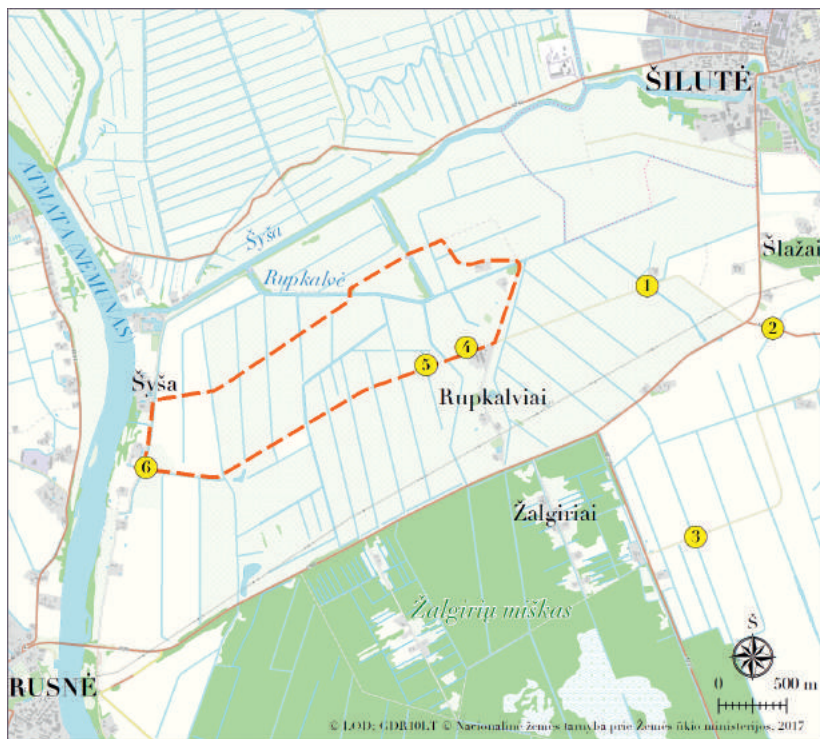 ŠILUTĖ
ATMATA (NEMUNAS)
Šyša
Šlažai
Rupkalvė
1
2
4
5
Šyša
Rupkalviai
6
Žalgiriai
3
Žalgirių miškas
Š
RUSNĖ
0 500 m
© LOD; GDR10LT © Nacionalinė žemės tarnyba prie Žemės ūkio ministerijos, 2017